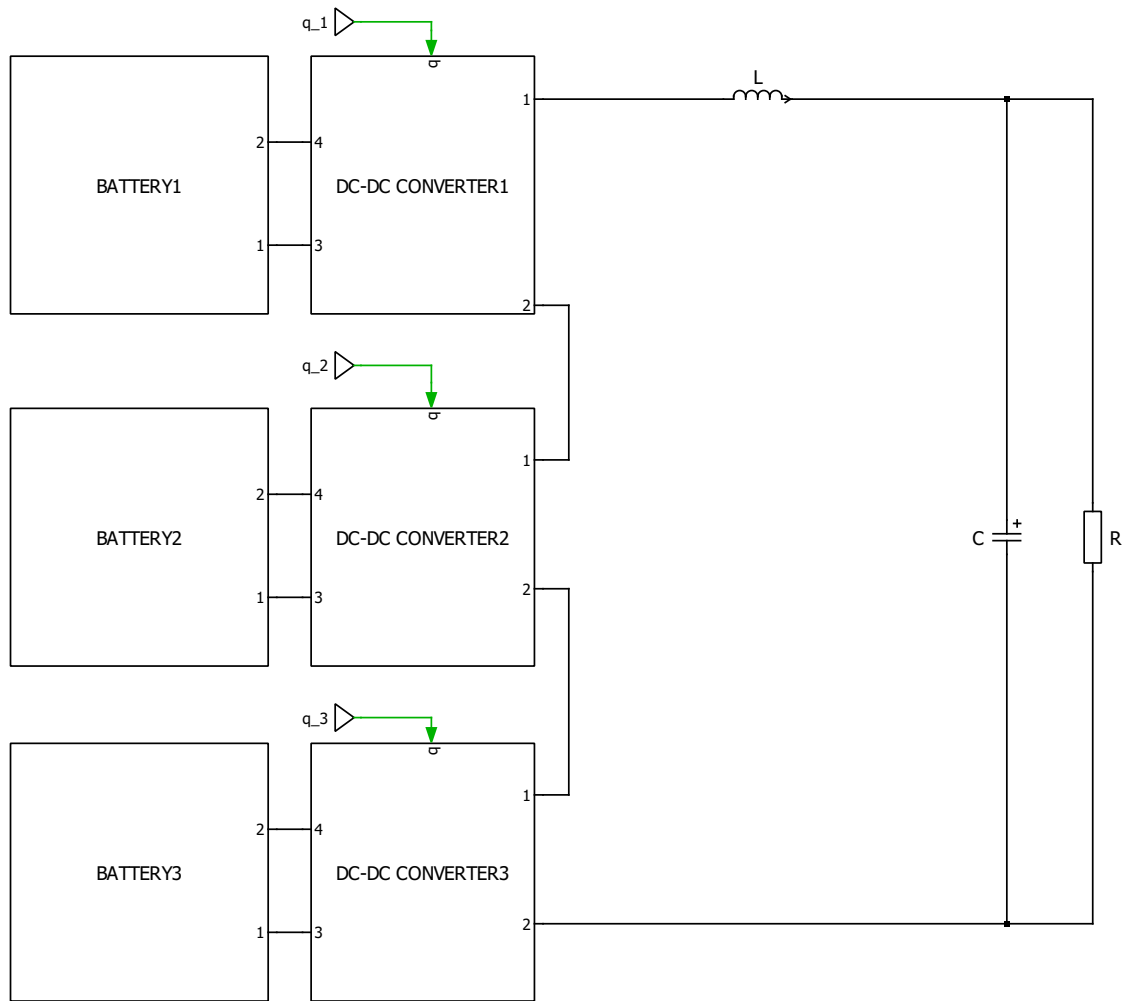 q_1
q
1
L
2
4
BATTERY1
DC-DC CONVERTER1
1
3
2
q_2
q
1
2
4
BATTERY2
DC-DC CONVERTER2
C
+
R
2
1
3
q_3
q
1
2
4
BATTERY3
DC-DC CONVERTER3
2
1
3